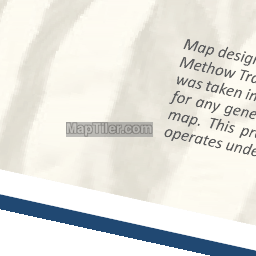 Map design
Methow Tra
was taken in
for any gene
map. This pr
operates unde
MapTiler.com